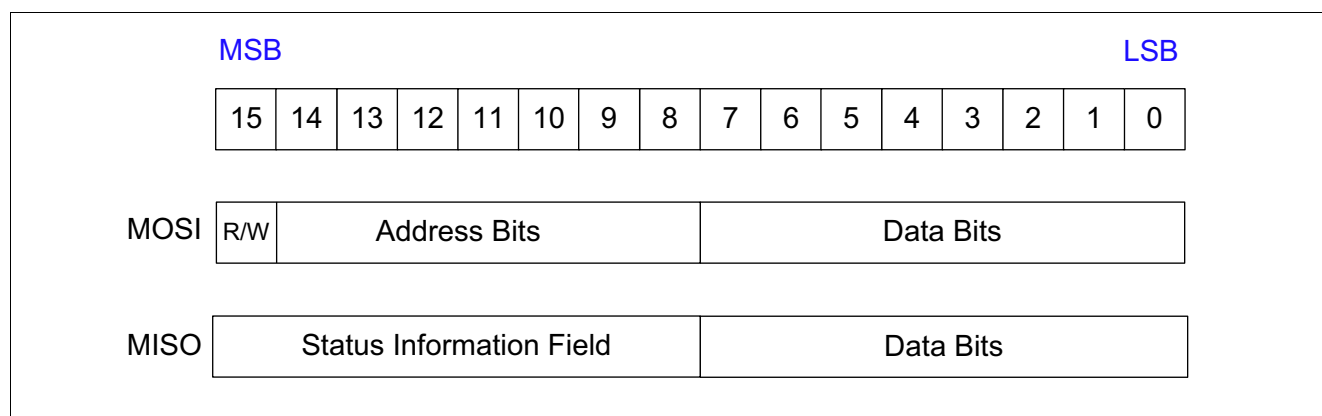 MSB LSB
15 14 13 12 11 10 9 8 7 6 5 4 3 2 1 0
MOSI R/W Address Bits Data Bits
MISO Status Information Field Data Bits